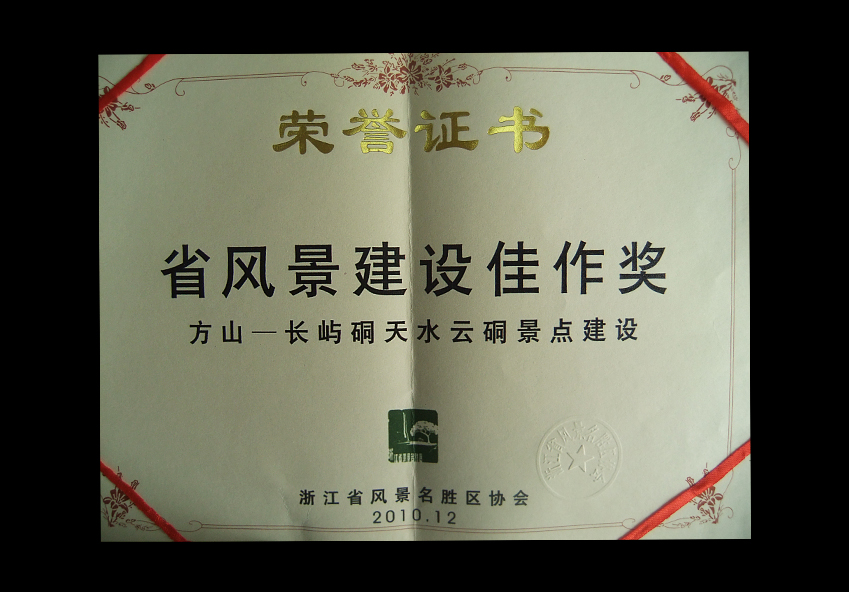 荣誉证书
省风景建设佳作奖
方山—长屿硐天水云硐景点建设
浙江省风景名胜区协会
2010.12